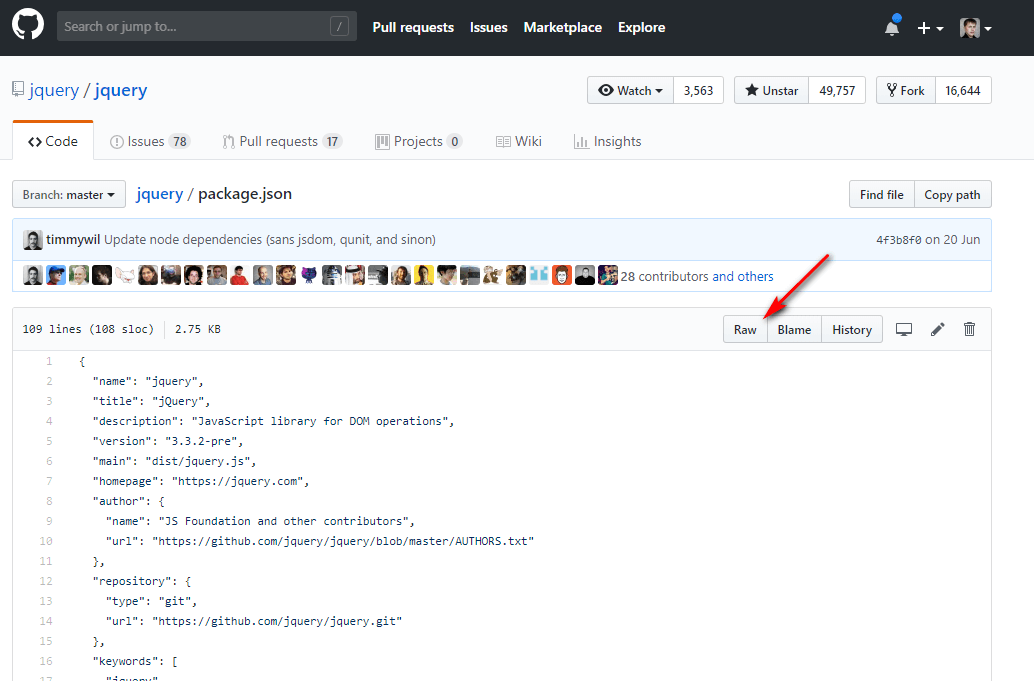 Search or jump to... / Pull requests Issues Marketplace Explore
jquery / jquery Watch 3,563 Unstar 49,757 Fork 16,644
Code Issues 78 Pull requests 17 Projects 0 Wiki Insights
Branch: master jquery / package.json Find file Copy path
timmywil Update node dependencies (sans jsdom, qunit, and sinon) 4f3b8f0 on 20 Jun
28 contributors and others
109 lines (108 sloc) 2.75 KB Raw Blame History
1 {
2 "name": "jquery",
3 "title": "jQuery",
4 "description": "JavaScript library for DOM operations",
5 "version": "3.3.2-pre",
6 "main": "dist/jquery.js",
7 "homepage": "https://jquery.com",
8 "author": {
9 "name": "JS Foundation and other contributors",
10 "url": "https://github.com/jquery/jquery/blob/master/AUTHORS.txt"
11 },
12 "repository": {
13 "type": "git",
14 "url": "https://github.com/jquery/jquery.git"
15 },
16 "keywords": [
17 "jquery",